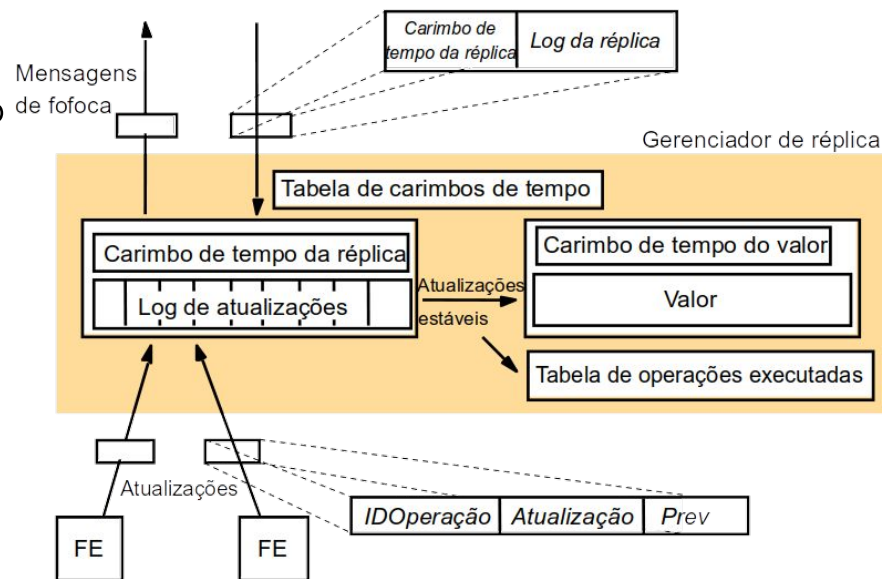 Carimbo de
tempo da réplica
Log da réplica
Mensagens
de fofoca
Gerenciador de réplica
Tabela de carimbos de tempo
Carimbo de tempo da réplica
Log de atualizações
Atualizações
estáveis
Carimbo de tempo do valor
Valor
Tabela de operações executadas
Atualizações
FE
FE
IDOperação
Atualização
Prev